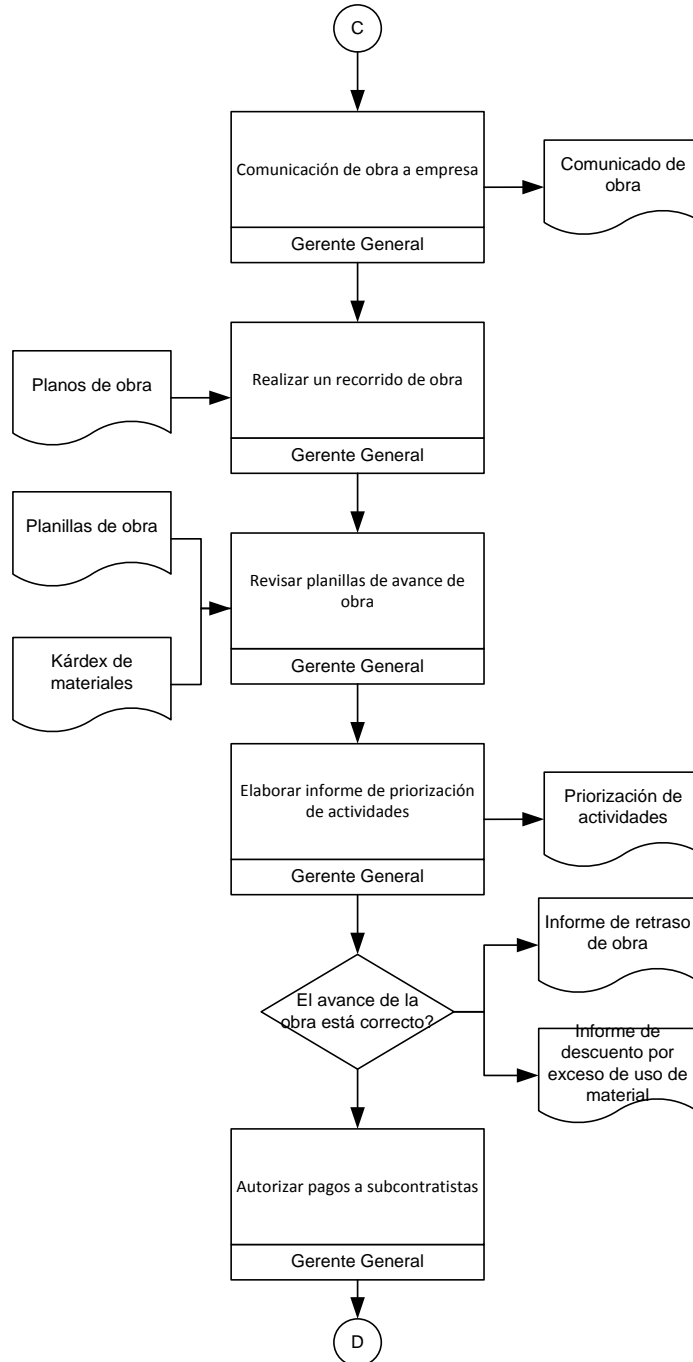 C
Comunicación de obra a empresa
Gerente General
Comunicado de
obra
Planos de obra
Realizar un recorrido de obra
Gerente General
Planillas de obra
Kárdex de
materiales
Revisar planillas de avance de
obra
Gerente General
Elaborar informe de priorización
de actividades
Gerente General
Priorización de
actividades
El avance de la
obra está correcto?
Informe de retraso
de obra
Informe de
descuento por
exceso de uso de
material
Autorizar pagos a subcontratistas
Gerente General
D